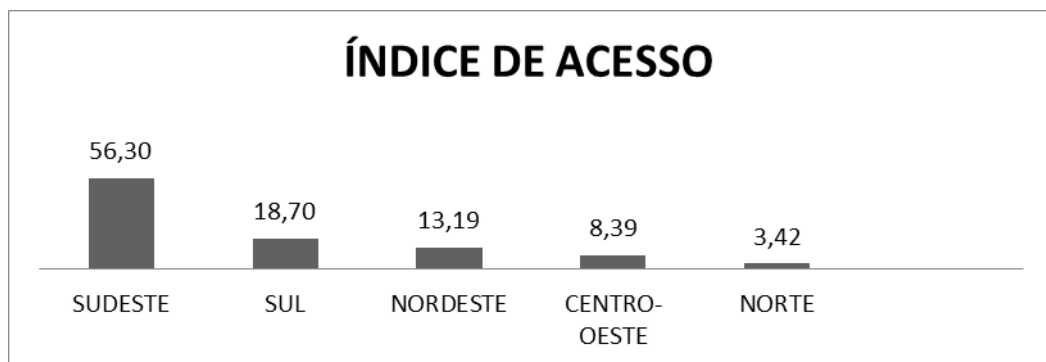 ÍNDICE DE ACESSO
56,30
18,70
13,19
8,39
3,42
SUDESTE
SUL
NORDESTE
CENTRO-
OESTE
NORTE